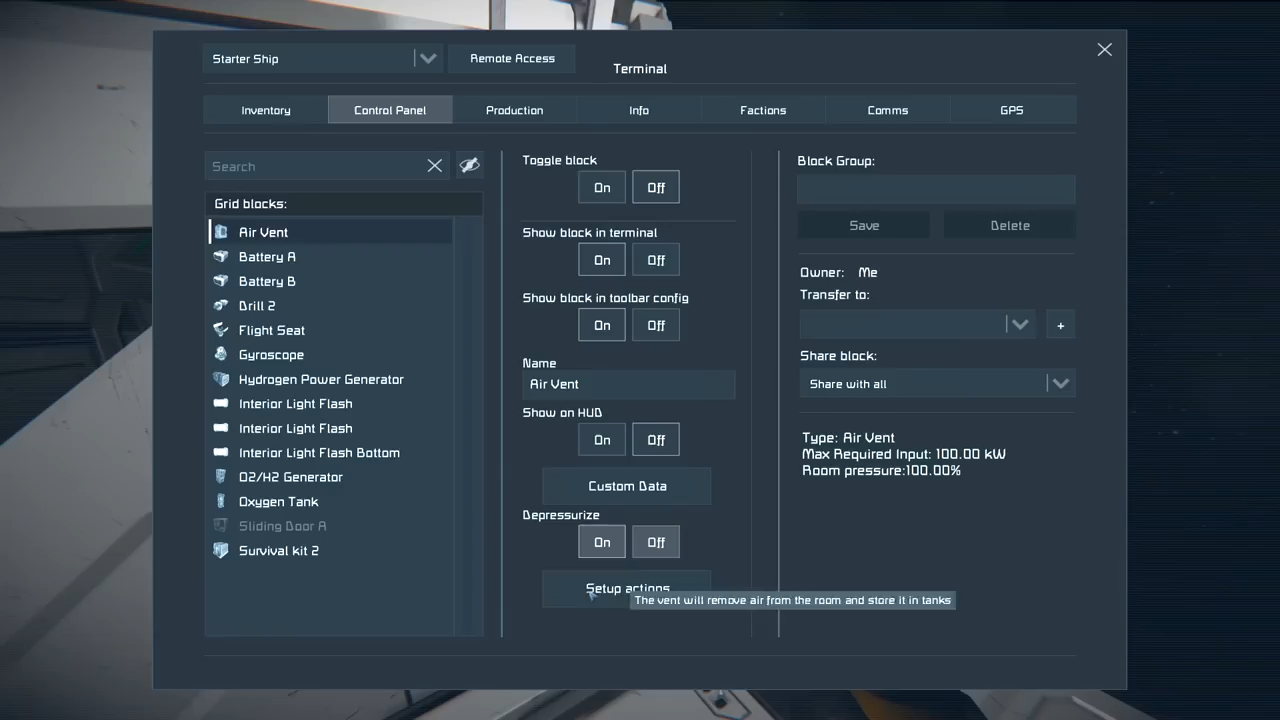 Starter Ship
Remote Access
Terminal
Inventory
Control Panel
Production
Info
Factions
Comms
GPS
Search
Grid blocks:
Air Vent
Battery A
Battery B
Drill 2
Flight Seat
Gyroscope
Hydrogen Power Generator
Interior Light Flash
Interior Light Flash
Interior Light Flash Bottom
O2/H2 Generator
Oxygen Tank
Sliding Door A
Survival kit 2
Toggle block
On Off
Show block in terminal
On Off
Show block in toolbar config
On Off
Name
Air Vent
Show on HUD
On Off
Custom Data
Depressurize
On Off
Setup actions
The vent will remove air from the room and store it in tanks
Block Group:
Save
Delete
Owner: Me
Transfer to:
+
Share block:
Share with all
Type: Air Vent
Max Required Input: 100.00 kW
Room pressure:100.00%